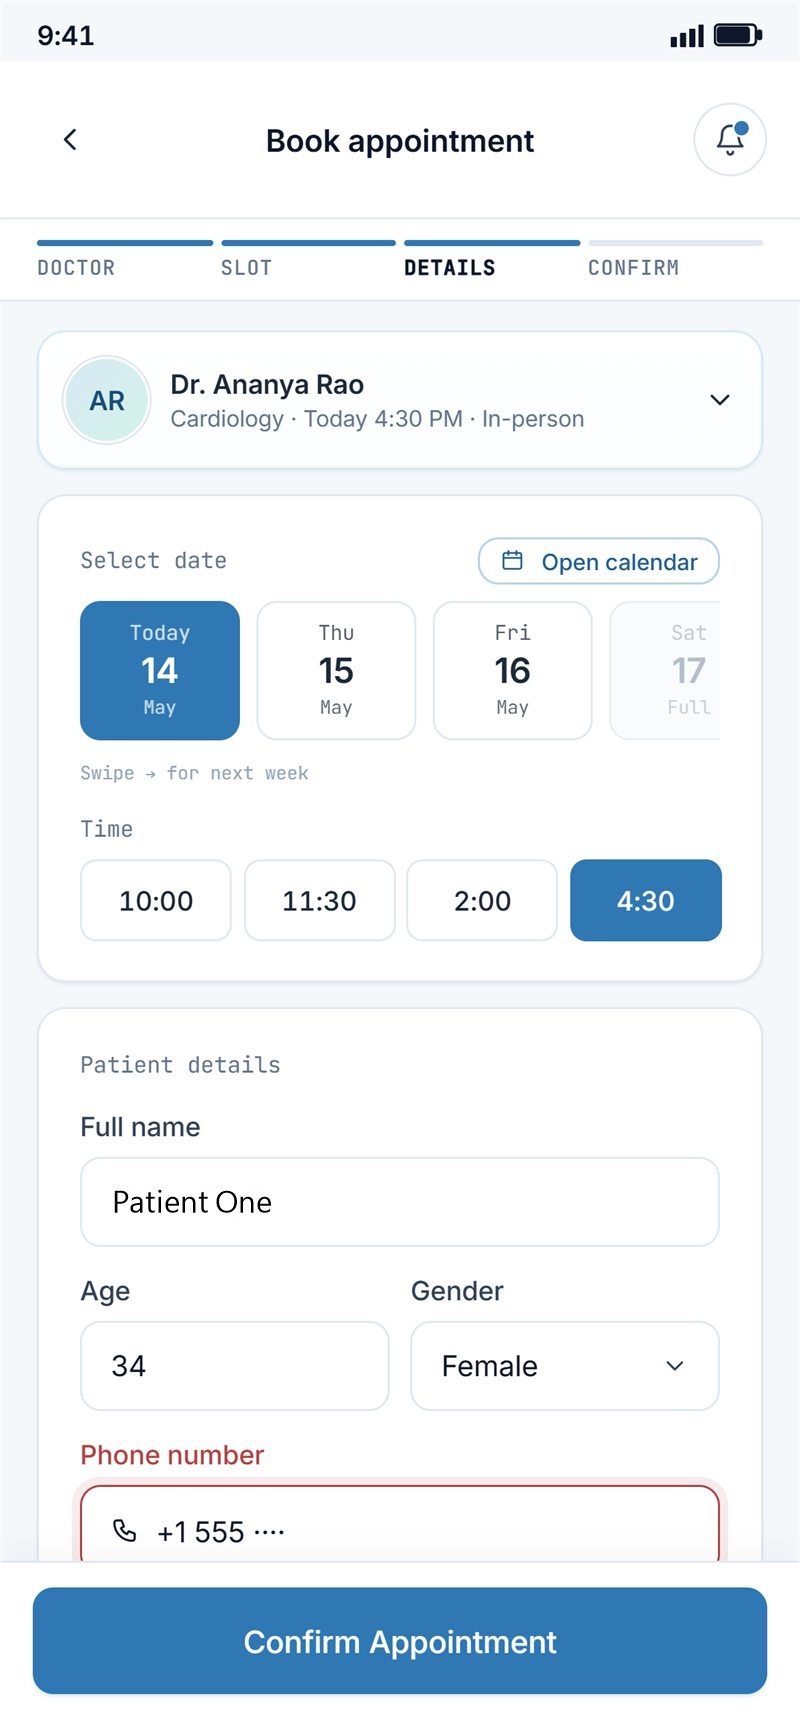 9:41
Book appointment
DOCTOR SLOT DETAILS CONFIRM
AR
Dr. Ananya Rao
Cardiology · Today 4:30 PM · In-person
Select date
Open calendar
Today Thu Fri Sat
14 15 16 17
May May May Full
Swipe → for next week
Time
10:00 11:30 2:00 4:30
Patient details
Full name
Patient One
Age Gender
34 Female
Phone number
+1 555 ····
Confirm Appointment